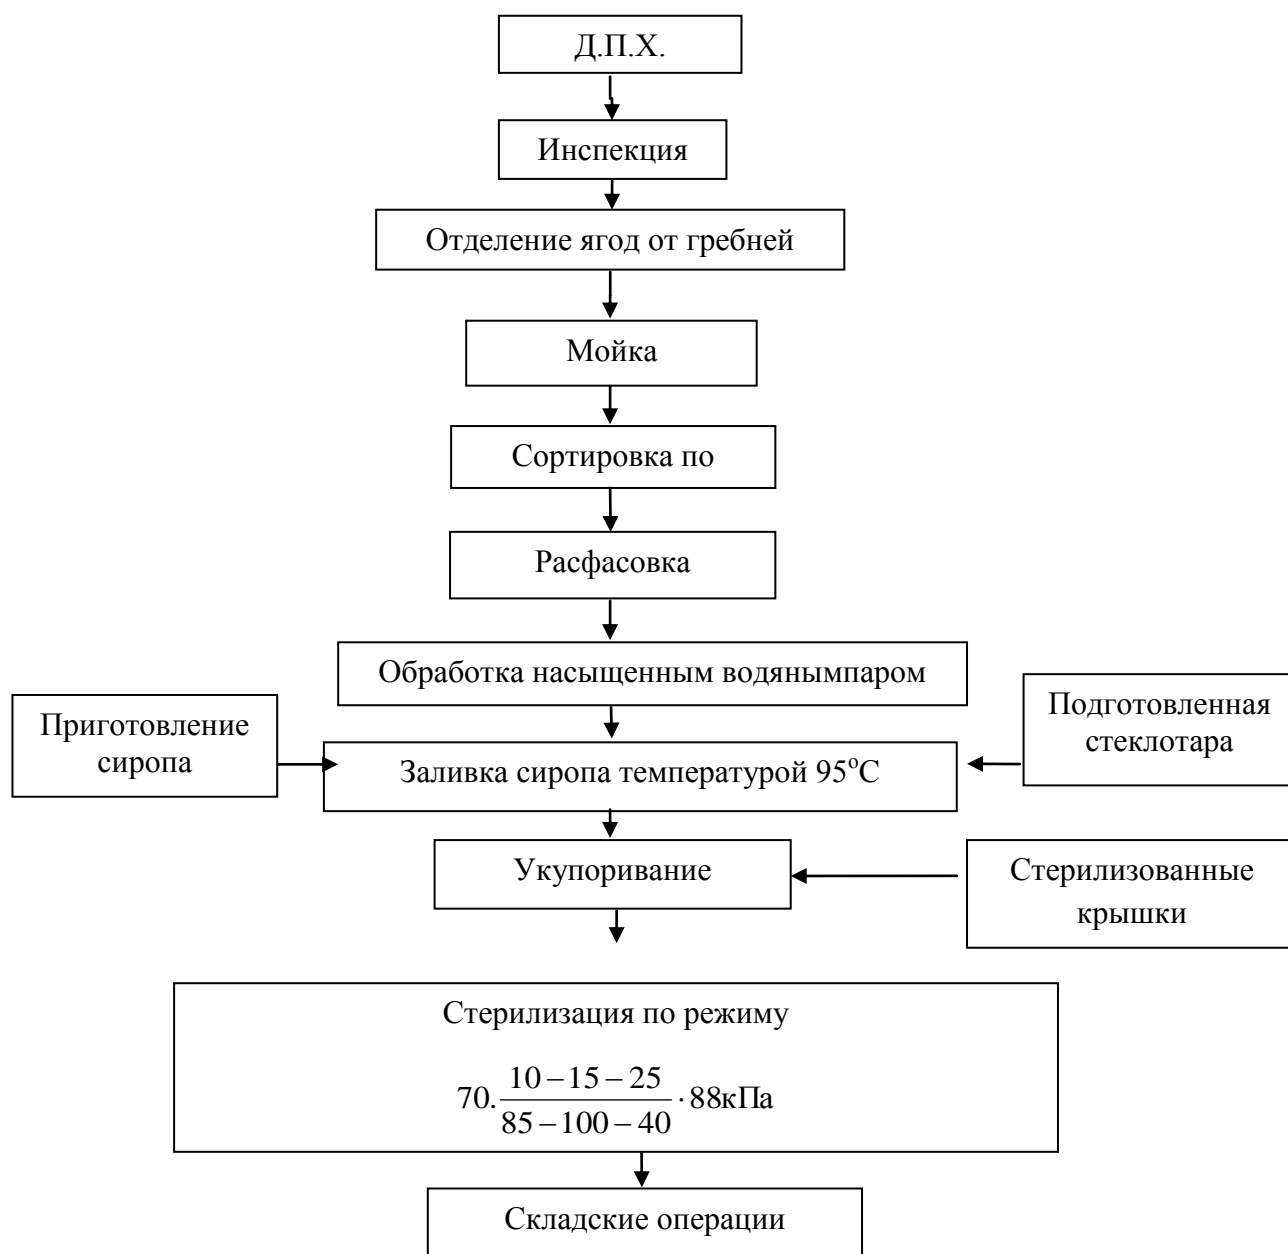 Д.П.Х.
Инспекция
Отделение ягод от гребней
Мойка
Сортировка по
Расфасовка
Обработка насыщенным водянымпаром
Приготовление
сиропа
Заливка сиропа температурой 95°С
Подготовленная
стеклотара
Укупоривание
Стерилизованные
крышки
Стерилизация по режиму
10 – 15 – 25
70. · 88кПа
85 – 100 – 40
Складские операции